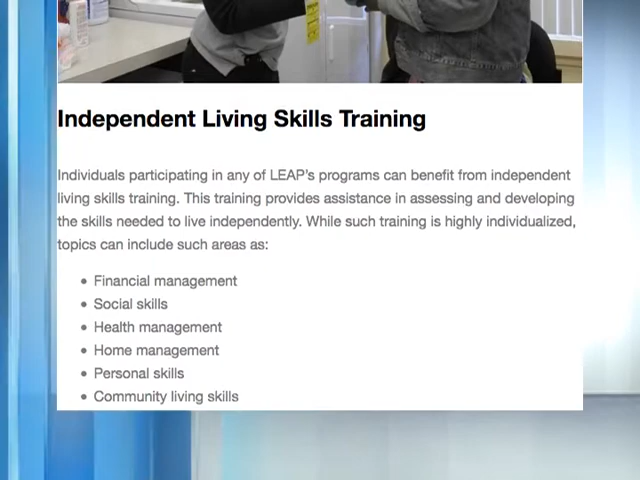 Independent Living Skills Training
Individuals participating in any of LEAP's programs can benefit from independent
living skills training. This training provides assistance in assessing and developing
the skills needed to live independently. While such training is highly individualized,
topics can include such areas as:
• Financial management
• Social skills
• Health management
• Home management
• Personal skills
• Community living skills